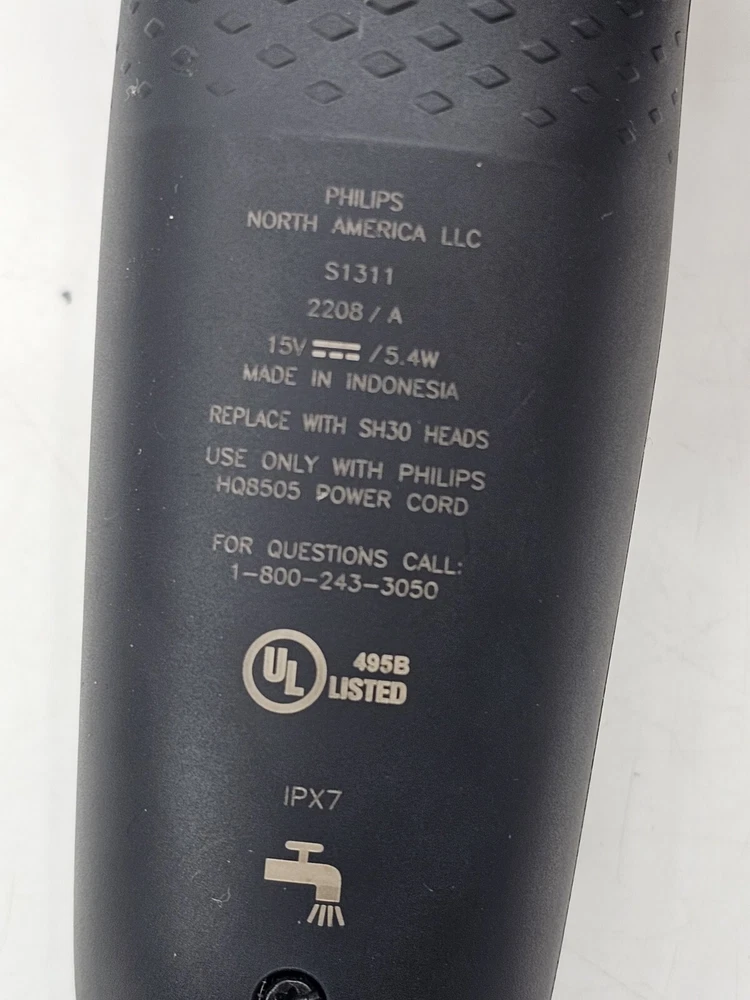 PHILIPS
NORTH AMERICA LLC
S1311
2208 / A
15V ⎓ / 5.4W
MADE IN INDONESIA
REPLACE WITH SH30 HEADS
USE ONLY WITH PHILIPS
HQ8505 POWER CORD
FOR QUESTIONS CALL:
1-800-243-3050
UL 495B
LISTED
IPX7